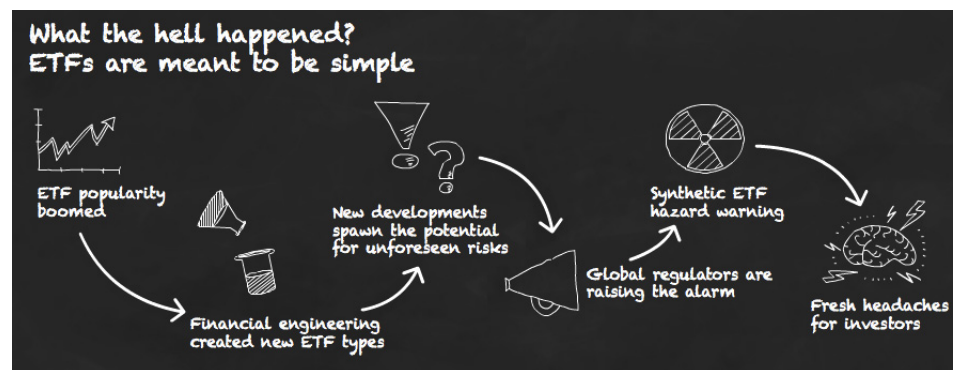 What the hell happened?
ETFs are meant to be simple
ETF popularity
boomed
Financial engineering
created new ETF types
New developments
spawn the potential
for unforeseen risks
Global regulators are
raising the alarm
Synthetic ETF
hazard warning
Fresh headaches
for investors